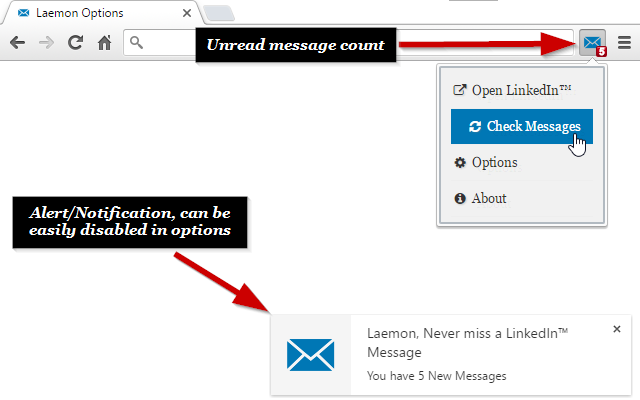 Laemon Options
Unread message count
5
Open LinkedIn™
Check Messages
Options
About
Alert/Notification, can be
easily disabled in options
Laemon, Never miss a LinkedIn™
Message
You have 5 New Messages